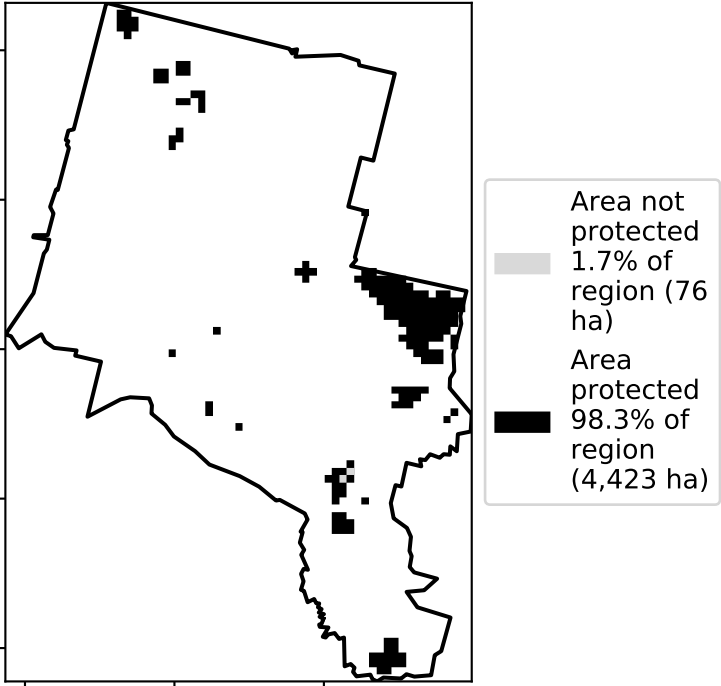 Area not
protected
1.7% of
region (76
ha)
Area
protected
98.3% of
region
(4,423 ha)